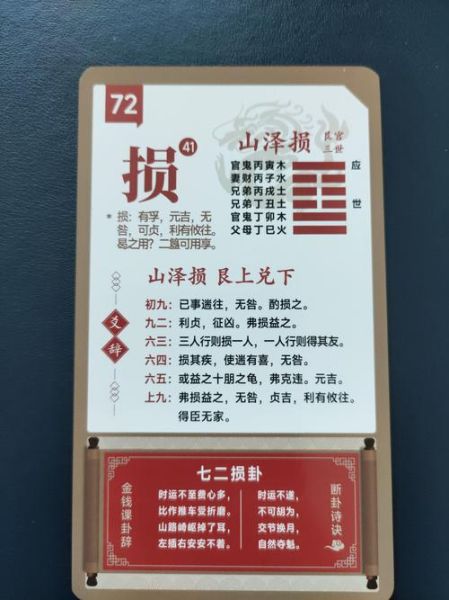 72
损
41
山泽损
艮宫
三世
官鬼丙寅木 应
妻财丙子水
兄弟丙戌土
兄弟丁丑土 世
官鬼丁卯木
父母丁巳火
*损：有孚，元吉，无
咎，可贞，利有攸往。
曷之用？二簋可用享。
山泽损 艮上兑下
爻辞
初九：已事遄往，无咎。酌损之。
九二：利贞，征凶。弗损益之。
六三：三人行则损一人，一人行则得其友。
六四：损其疾，使遄有喜，无咎。
六五：或益之十朋之龟，弗克违。元吉。
上九：弗损益之，无咎，贞吉，利有攸往。
得臣无家。
七二损卦
金钱课卦辞
时运不至费心多，
比作推车受折磨。
山路崎岖掉了耳，
左插右安安不着。
时运不遂，
不可胡为，
交节换月，
自然夺魁。